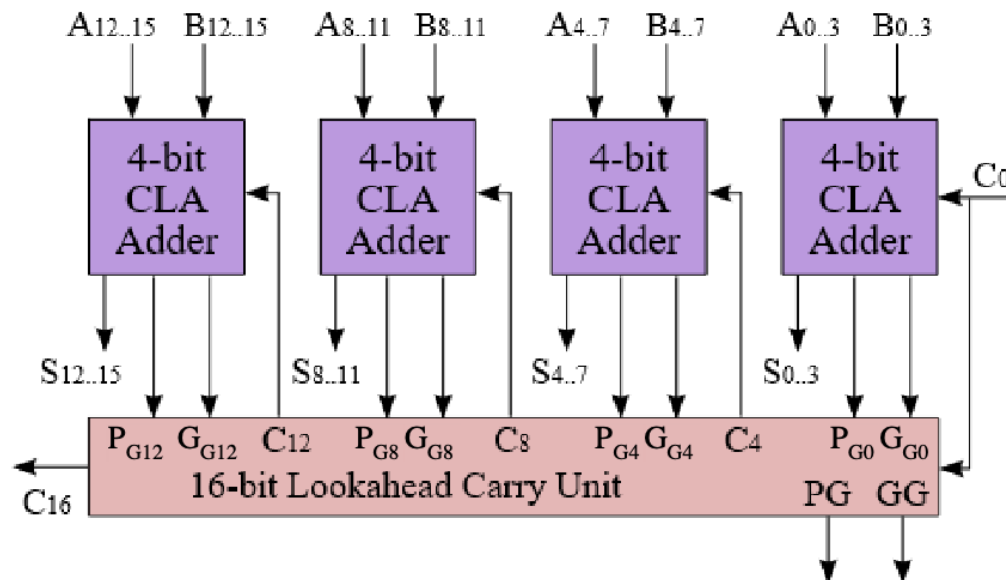 A12..15 B12..15 A8..11 B8..11 A4..7 B4..7 A0..3 B0..3
4-bit CLA Adder
4-bit CLA Adder
4-bit CLA Adder
4-bit CLA Adder
C0
S12..15 S8..11 S4..7 S0..3
PG12 GG12 C12 PG8 GG8 C8 PG4 GG4 C4 PG0 GG0
C16
16-bit Lookahead Carry Unit
PG GG